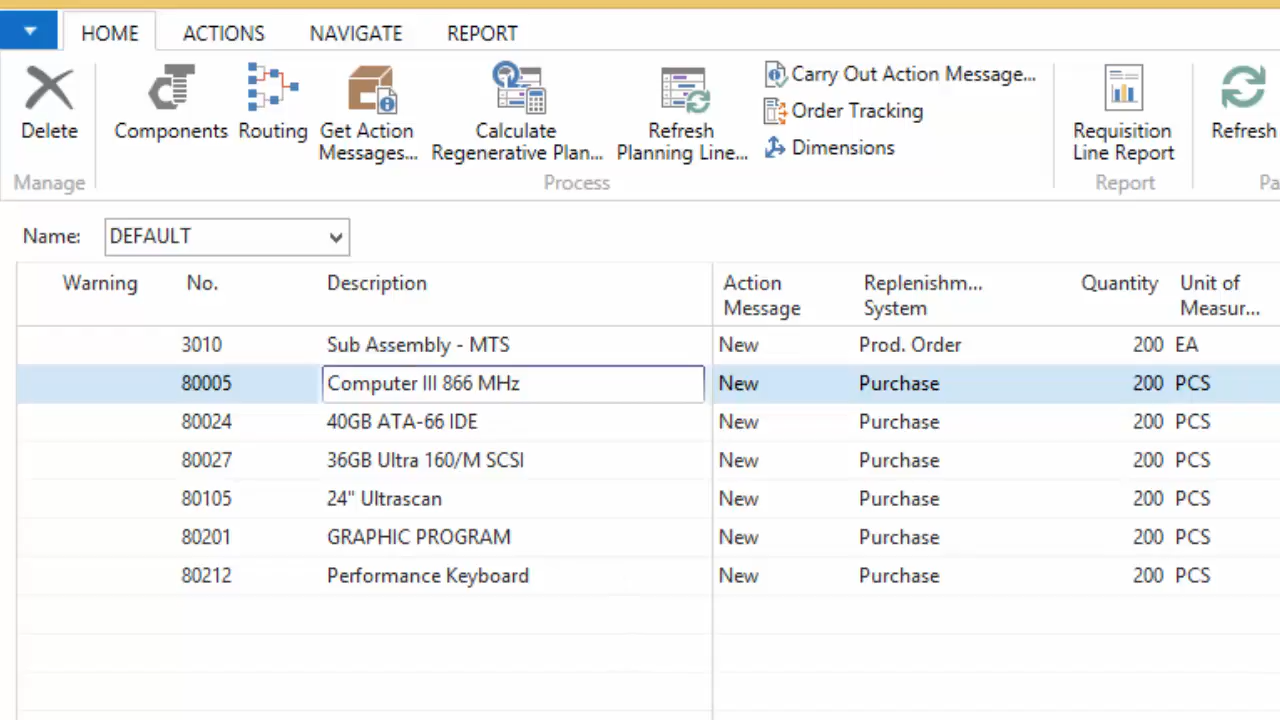 HOME ACTIONS NAVIGATE REPORT
Delete
Components
Routing
Get Action
Messages...
Calculate
Regenerative Plan...
Refresh
Planning Line...
Carry Out Action Message...
Order Tracking
Dimensions
Requisition
Line Report
Refresh
Manage
Process
Report
Pa
Name: DEFAULT
Warning No. Description Action
Message Replenishm...
System Quantity Unit of
Measur...
3010 Sub Assembly - MTS New Prod. Order 200 EA
80005 Computer III 866 MHz New Purchase 200 PCS
80024 40GB ATA-66 IDE New Purchase 200 PCS
80027 36GB Ultra 160/M SCSI New Purchase 200 PCS
80105 24" Ultrascan New Purchase 200 PCS
80201 GRAPHIC PROGRAM New Purchase 200 PCS
80212 Performance Keyboard New Purchase 200 PCS